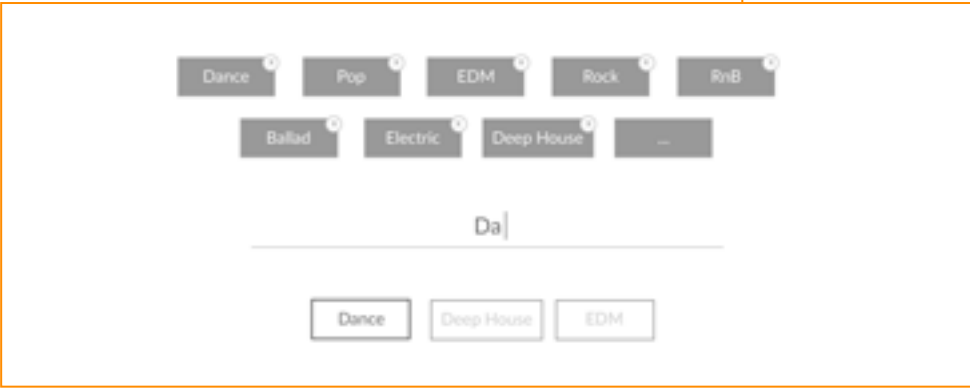 Dance Pop EDM Rock RnB
Ballad Electric Deep House ...
Da
Dance Deep House EDM